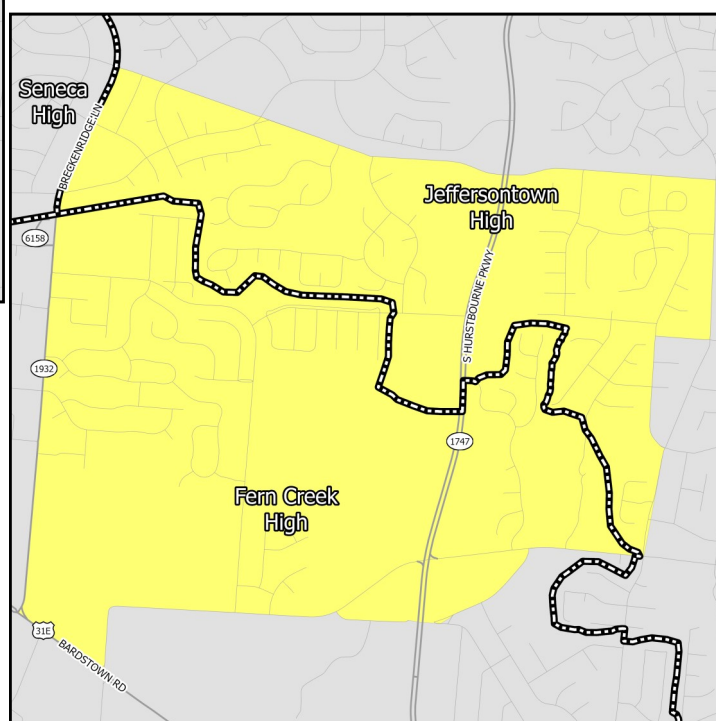 Seneca
High
BRECKENRIDGE LN
Jeffersontown
High
6158
S HURSTBOURNE PKWY
1932
1747
Fern Creek
High
31E
BARDSTOWN RD